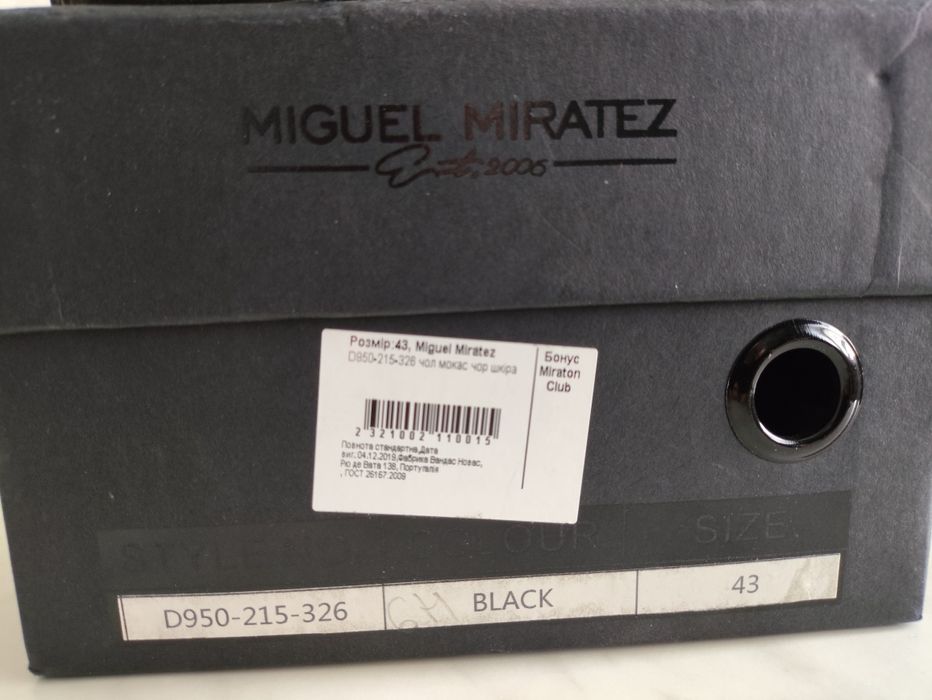 MIGUEL MIRATEZ
Est. 2006
Розмір:43, Miguel Miratez
D950-215-326 чол мокас чор шкіра
Бонус
Miraton
Club
2 321002 110015
Повнота стандартна,Дата
виг. 04.12.2019,Фабрика Вандас Новас,
Рю де Вата 138, Португалія
, ГОСТ 26167:2009
STYLE
OUR
SIZE
D950-215-326
BLACK
43